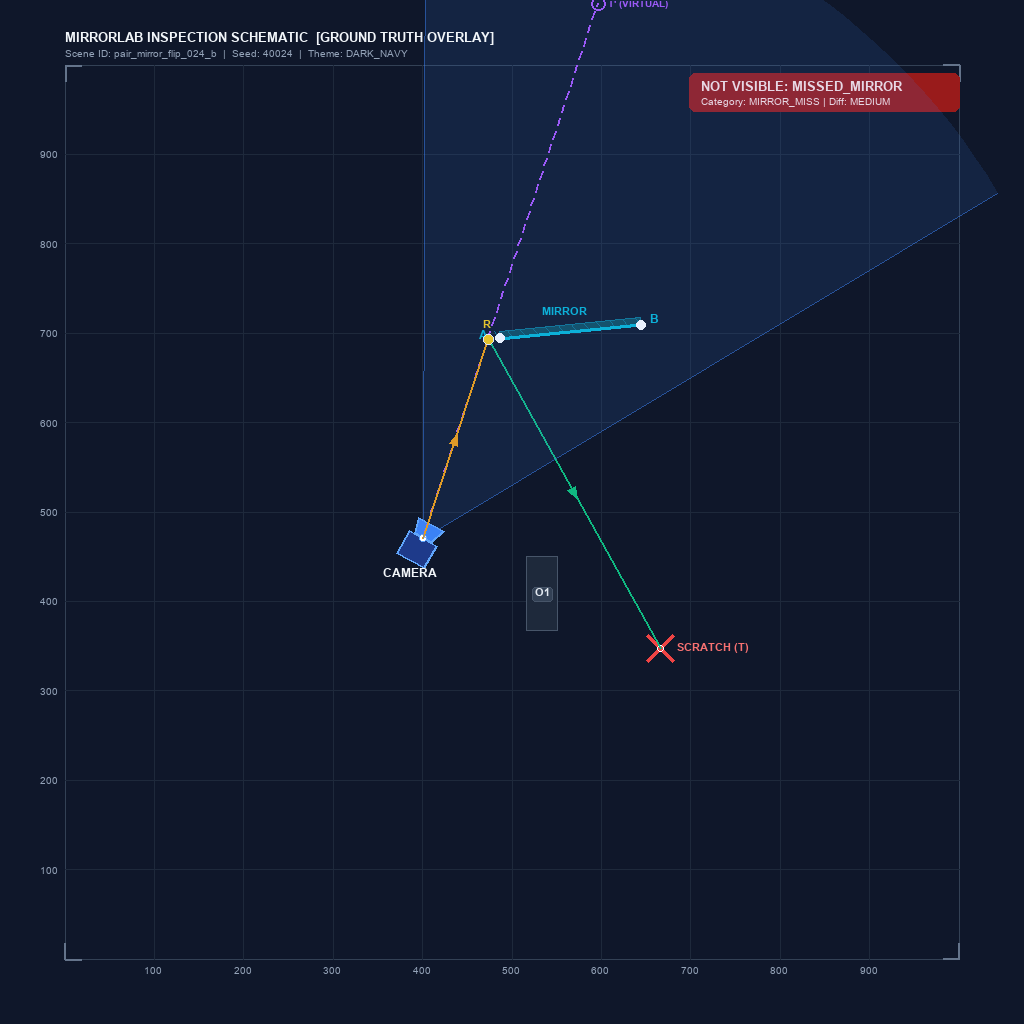 T' (VIRTUAL)
MIRRORLAB INSPECTION SCHEMATIC [GROUND TRUTH OVERLAY]
Scene ID: pair_mirror_flip_024_b | Seed: 40024 | Theme: DARK_NAVY
NOT VISIBLE: MISSED_MIRROR
Category: MIRROR_MISS | Diff: MEDIUM
900
800
MIRROR
B
R
A
700
600
500
CAMERA
400
O1
SCRATCH (T)
300
200
100
100 200 300 400 500 600 700 800 900